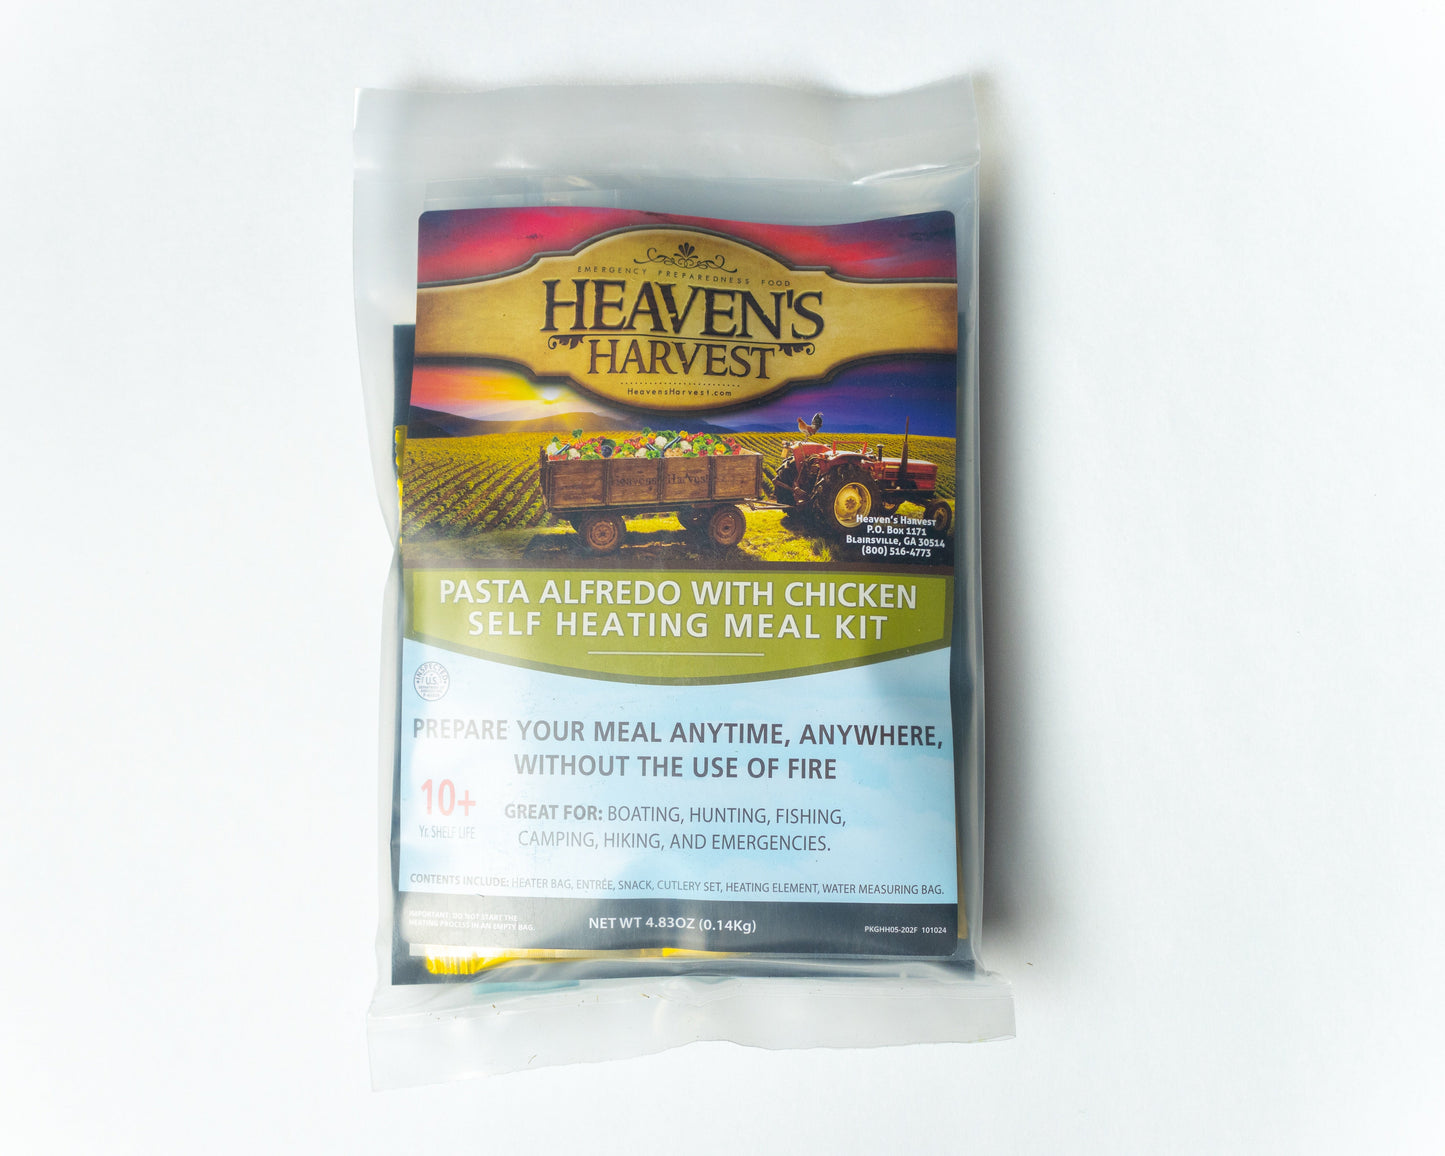 EMERGENCY PREPAREDNESS FOOD
HEAVEN'S
HARVEST
HeavensHarvest.com
Heavens Harvest
Heaven's Harvest
P.O. Box 1171
Blairsville, GA 30514
(800) 516-4773
PASTA ALFREDO WITH CHICKEN
SELF HEATING MEAL KIT
INSPECTED
U.S.
PREPARE YOUR MEAL ANYTIME, ANYWHERE,
WITHOUT THE USE OF FIRE
10+
Yr. SHELF LIFE
GREAT FOR: BOATING, HUNTING, FISHING,
CAMPING, HIKING, AND EMERGENCIES.
CONTENTS INCLUDE: HEATER BAG, ENTRÉE, SNACK, CUTLERY SET, HEATING ELEMENT, WATER MEASURING BAG.
IMPORTANT: DO NOT START THE
HEATING PROCESS IN AN EMPTY BAG.
NET WT 4.83OZ (0.14Kg)
PKGHH05-202F 101024